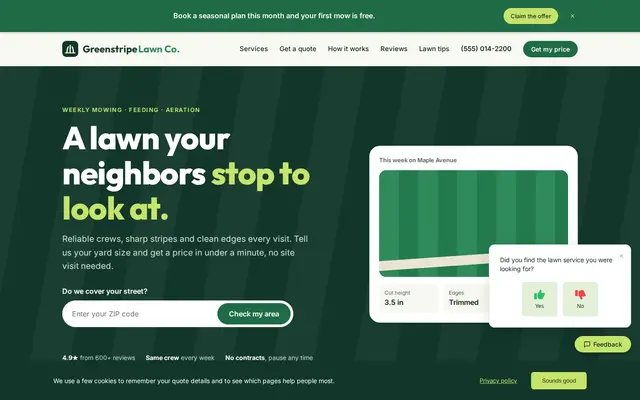 Book a seasonal plan this month and your first mow is free.
Claim the offer
×
Greenstripe Lawn Co.
Services
Get a quote
How it works
Reviews
Lawn tips
(555) 014-2200
Get my price
WEEKLY MOWING · FEEDING · AERATION
A lawn your
neighbors stop to
look at.
Reliable crews, sharp stripes and clean edges every visit. Tell
us your yard size and get a price in under a minute, no site
visit needed.
Do we cover your street?
Enter your ZIP code
Check my area
4.9★ from 600+ reviews
Same crew every week
No contracts, pause any time
This week on Maple Avenue
Cut height
3.5 in
Edges
Trimmed
Did you find the lawn service you were
looking for?
×
Yes
No
Feedback
We use a few cookies to remember your quote details and to see which pages help people most.
Privacy policy
Sounds good